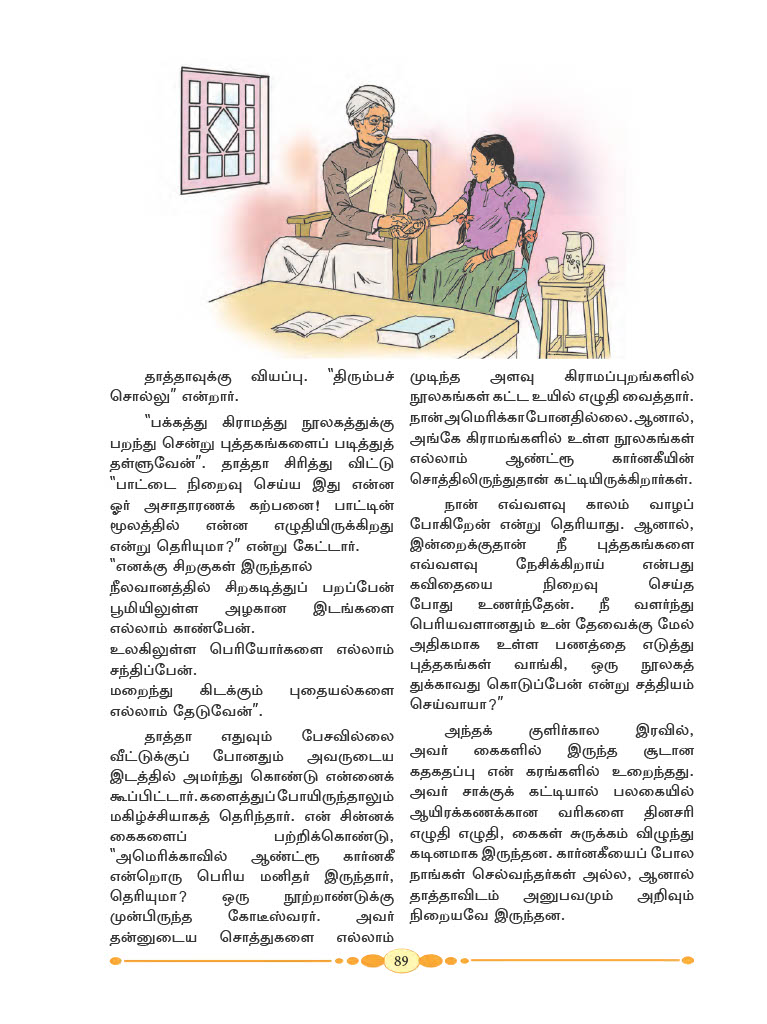 தாத்தாவுக்கு வியப்பு. “திரும்பச்
சொல்லு” என்றார்.
“பக்கத்து கிராமத்து நூலகத்துக்கு
பறந்து சென்று புத்தகங்களைப் படித்துத்
தள்ளுவேன்”. தாத்தா சிரித்து விட்டு
“பாட்டை நிறைவு செய்ய இது என்ன
ஓர் அசாதாரணக் கற்பனை! பாட்டின்
மூலத்தில் என்ன எழுதியிருக்கிறது
என்று தெரியுமா?” என்று கேட்டார்.
“எனக்கு சிறகுகள் இருந்தால்
நீலவானத்தில் சிறகடித்துப் பறப்பேன்
பூமியிலுள்ள அழகான இடங்களை
எல்லாம் காண்பேன்.
உலகிலுள்ள பெரியோர்களை எல்லாம்
சந்திப்பேன்.
மறைந்து கிடக்கும் புதையல்களை
எல்லாம் தேடுவேன்”.
தாத்தா எதுவும் பேசவில்லை
வீட்டுக்குப் போனதும் அவருடைய
இடத்தில் அமர்ந்து கொண்டு என்னைக்
கூப்பிட்டார்.களைத்துப்போயிருந்தாலும்
மகிழ்ச்சியாகத் தெரிந்தார். என் சின்னக்
கைகளைப் பற்றிக்கொண்டு,
“அமெரிக்காவில் ஆண்ட்ரூ கார்னகீ
என்றொரு பெரிய மனிதர் இருந்தார்,
தெரியுமா? ஒரு நூற்றாண்டுக்கு
முன்பிருந்த கோடீஸ்வரர். அவர்
தன்னுடைய சொத்துகளை எல்லாம்
முடிந்த அளவு கிராமப்புறங்களில்
நூலகங்கள் கட்ட உயில் எழுதி வைத்தார்.
நான்அமெரிக்காபோனதில்லை.ஆனால்,
அங்கே கிராமங்களில் உள்ள நூலகங்கள்
எல்லாம் ஆண்ட்ரூ கார்னகீயின்
சொத்திலிருந்துதான் கட்டியிருக்கிறார்கள்.
நான் எவ்வளவு காலம் வாழப்
போகிறேன் என்று தெரியாது. ஆனால்,
இன்றைக்குதான் நீ புத்தகங்களை
எவ்வளவு நேசிக்கிறாய் என்பது
கவிதையை நிறைவு செய்த
போது உணர்ந்தேன். நீ வளர்ந்து
பெரியவளானதும் உன் தேவைக்கு மேல்
அதிகமாக உள்ள பணத்தை எடுத்து
புத்தகங்கள் வாங்கி, ஒரு நூலகத்
துக்காவது கொடுப்பேன் என்று சத்தியம்
செய்வாயா?”
அந்தக் குளிர்கால இரவில்,
அவர் கைகளில் இருந்த சூடான
கதகதப்பு என் கரங்களில் உறைந்தது.
அவர் சாக்குக் கட்டியால் பலகையில்
ஆயிரக்கணக்கான வரிகளை தினசரி
எழுதி எழுதி, கைகள் சுருக்கம் விழுந்து
கடினமாக இருந்தன. கார்னகீயைப் போல
நாங்கள் செல்வந்தர்கள் அல்ல, ஆனால்
தாத்தாவிடம் அனுபவமும் அறிவும்
நிறையவே இருந்தன.
89